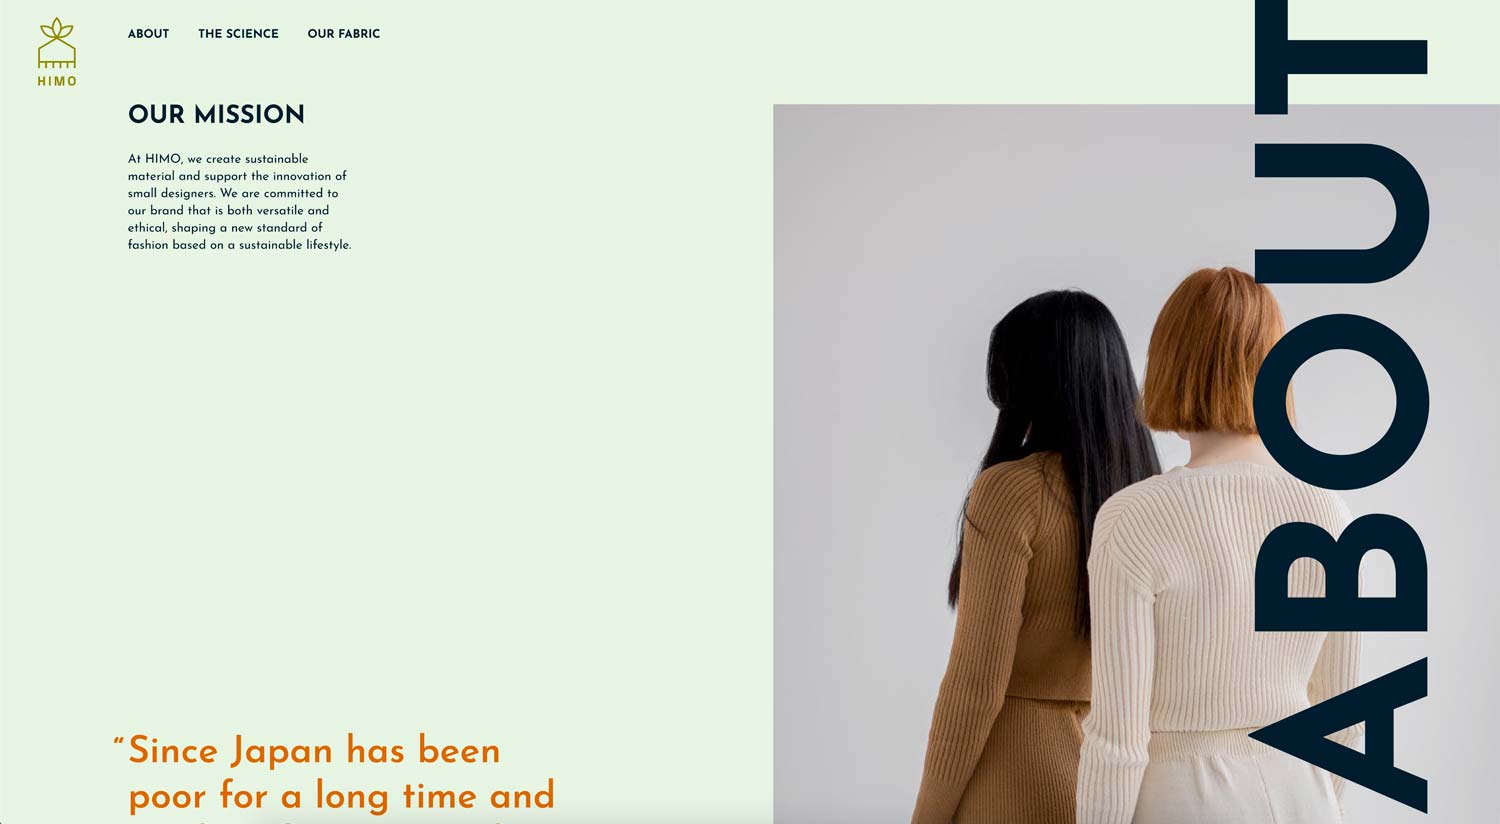 HIMO
ABOUT
THE SCIENCE
OUR FABRIC
OUR MISSION
At HIMO, we create sustainable
material and support the innovation of
small designers. We are committed to
our brand that is both versatile and
ethical, shaping a new standard of
fashion based on a sustainable lifestyle.
“Since Japan has been
poor for a long time and
ABOUT